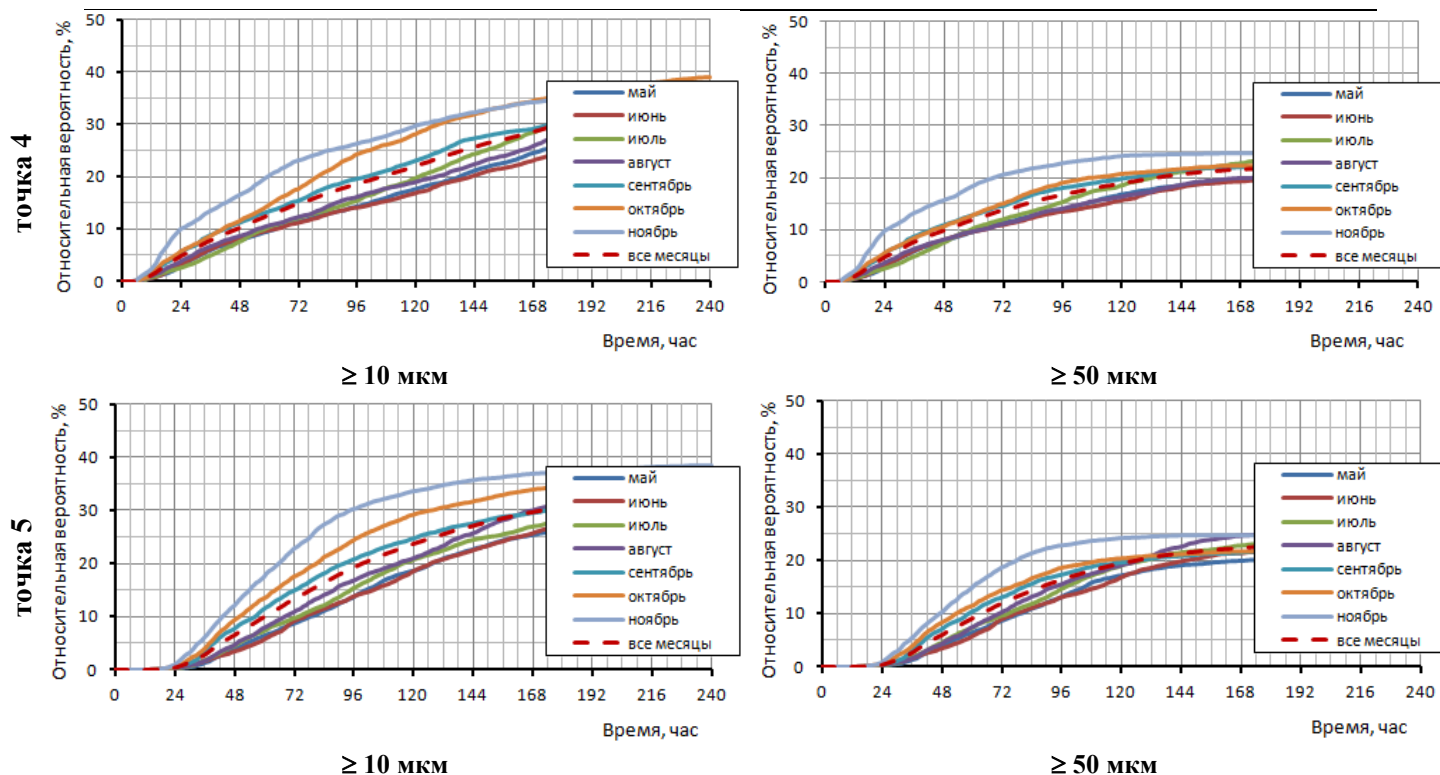 точка 4
Относительная вероятность, %
50
40
30
20
10
0
0 24 48 72 96 120 144 168 192 216 240
Время, час
май
июнь
июль
август
сентябрь
октябрь
ноябрь
все месяцы
≥ 10 мкм
Относительная вероятность, %
50
40
30
20
10
0
0 24 48 72 96 120 144 168 192 216 240
Время, час
май
июнь
июль
август
сентябрь
октябрь
ноябрь
все месяцы
≥ 50 мкм
точка 5
Относительная вероятность, %
50
40
30
20
10
0
0 24 48 72 96 120 144 168 192 216 240
Время, час
май
июнь
июль
август
сентябрь
октябрь
ноябрь
все месяцы
≥ 10 мкм
Относительная вероятность, %
50
40
30
20
10
0
0 24 48 72 96 120 144 168 192 216 240
Время, час
май
июнь
июль
август
сентябрь
октябрь
ноябрь
все месяцы
≥ 50 мкм